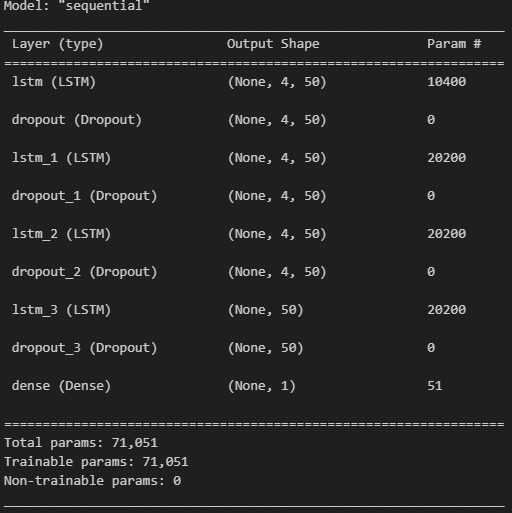 Model: "sequential"
_________________________________________________________________
Layer (type) Output Shape Param #
=================================================================
lstm (LSTM) (None, 4, 50) 10400
dropout (Dropout) (None, 4, 50) 0
lstm_1 (LSTM) (None, 4, 50) 20200
dropout_1 (Dropout) (None, 4, 50) 0
lstm_2 (LSTM) (None, 4, 50) 20200
dropout_2 (Dropout) (None, 4, 50) 0
lstm_3 (LSTM) (None, 50) 20200
dropout_3 (Dropout) (None, 50) 0
dense (Dense) (None, 1) 51
=================================================================
Total params: 71,051
Trainable params: 71,051
Non-trainable params: 0
_________________________________________________________________